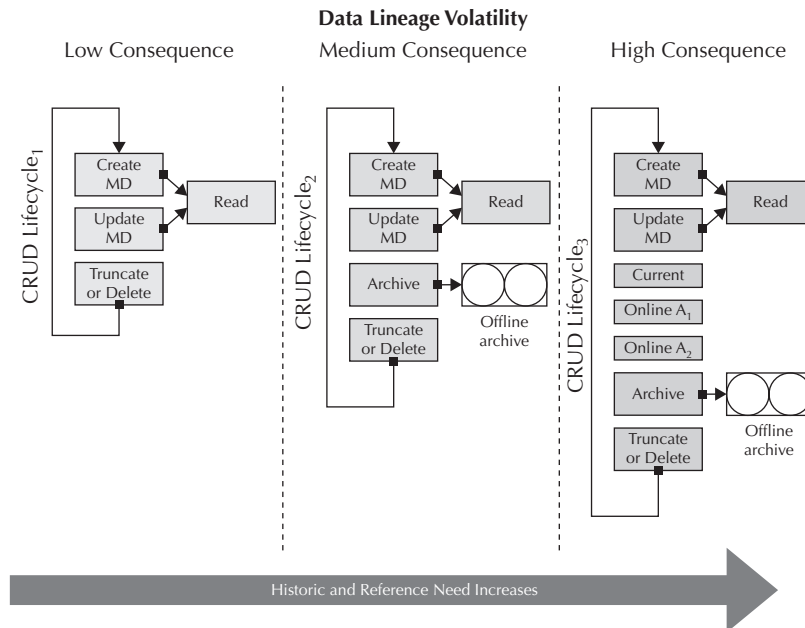 Data Lineage Volatility
Low Consequence
Medium Consequence
High Consequence
CRUD Lifecycle1
Create
MD
Update
MD
Read
Truncate
or Delete
CRUD Lifecycle2
Create
MD
Update
MD
Read
Archive
Offline
archive
Truncate
or Delete
CRUD Lifecycle3
Create
MD
Update
MD
Read
Current
Online A1
Online A2
Archive
Offline
archive
Truncate
or Delete
Historic and Reference Need Increases